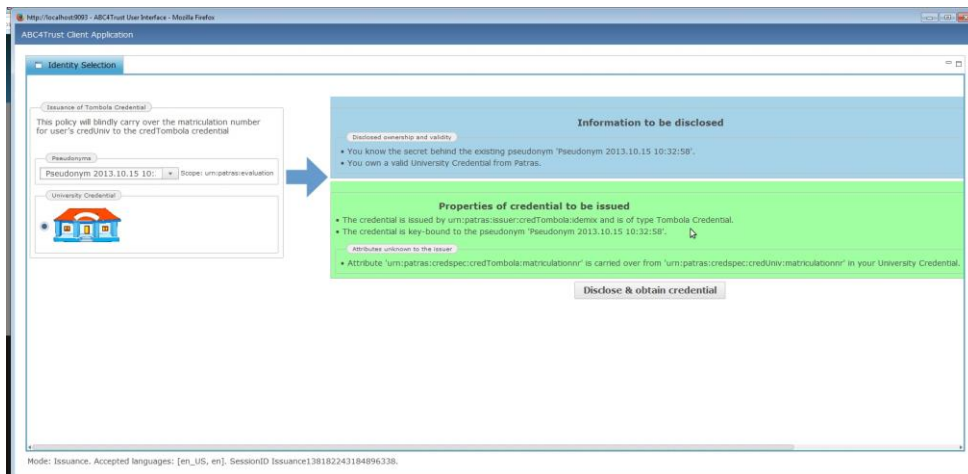 http://localhost:9093 - ABC4Trust User Interface - Mozilla Firefox
ABC4Trust Client Application
Identity Selection
Issuance of Tombola Credential
This policy will blindly carry over the matriculation number
for user's credUniv to the credTombola credential
Pseudonyms
Pseudonym 2013.10.15 10:
Scope: urn:patras:evaluation
University Credential
Information to be disclosed
Disclosed ownership and validity
• You know the secret behind the existing pseudonym 'Pseudonym 2013.10.15 10:32:58'.
• You own a valid University Credential from Patras.
Properties of credential to be issued
• The credential is issued by urn:patras:issuer:credTombola:idemix and is of type Tombola Credential.
• The credential is key-bound to the pseudonym 'Pseudonym 2013.10.15 10:32:58'.
Attributes unknown to the issuer
• Attribute 'urn:patras:credspec:credTombola:matriculationnr' is carried over from 'urn:patras:credspec:credUniv:matriculationnr' in your University Credential.
Disclose & obtain credential
Mode: Issuance. Accepted languages: [en_US, en]. SessionID Issuance138182243184896338.